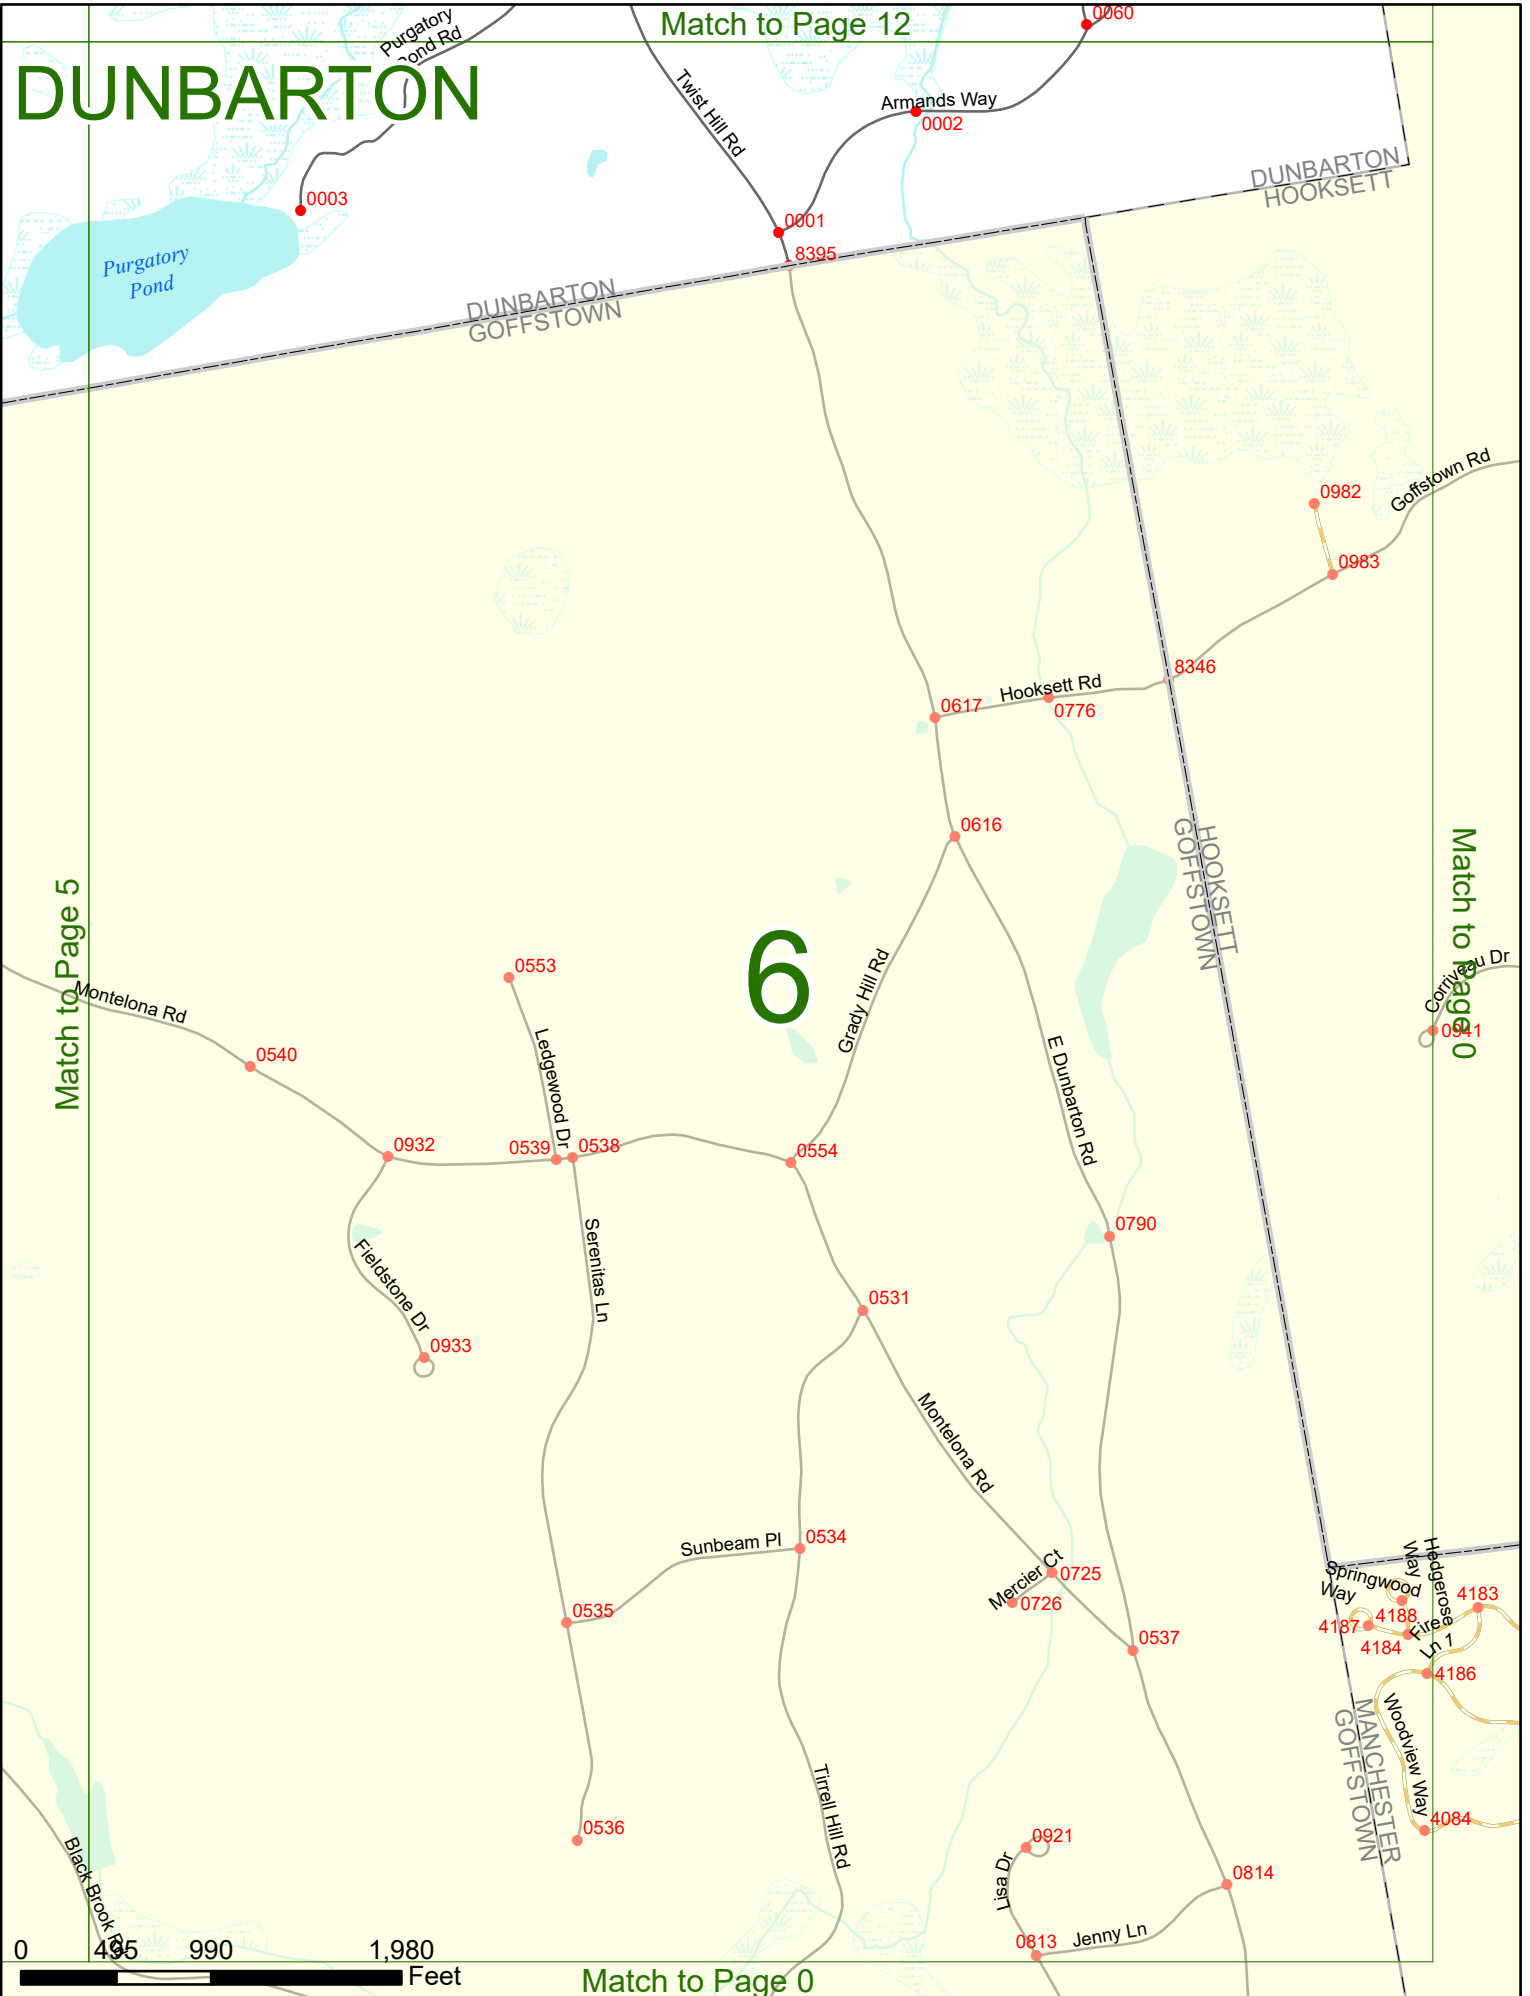 Match to Page 12
DUNBARTON
Purgatory
Pond Rd
Twist Hill Rd
Armands Way
0060
0002
0003
0001
8395
Purgatory
Pond
DUNBARTON
HOOKSETT
DUNBARTON
GOFFSTOWN
0982
Goffstown Rd
0983
8346
Hooksett Rd
0617
0776
0616
HOOKSETT
GOFFSTOWN
Match to Page 5
Match to Page 0
6
0553
Montelona Rd
Grady Hill Rd
Corriveau Dr
0941
0540
Ledgewood Dr
E Dunbarton Rd
0932
0539
0538
0554
0790
Serenitas Ln
Fieldstone Dr
0933
0531
Montelona Rd
Sunbeam Pl
0534
Mercier Ct
0725
0726
0535
0537
Springwood
Way
Hedgerose
Way
4183
4187
4188
4184
Fire
Ln 1
4186
Woodview Way
MANCHESTER
GOFFSTOWN
4084
Tirrell Hill Rd
0536
0921
Lisa Dr
0814
0813
Jenny Ln
Black Brook Rd
0
495
990
1,980
Feet
Match to Page 0